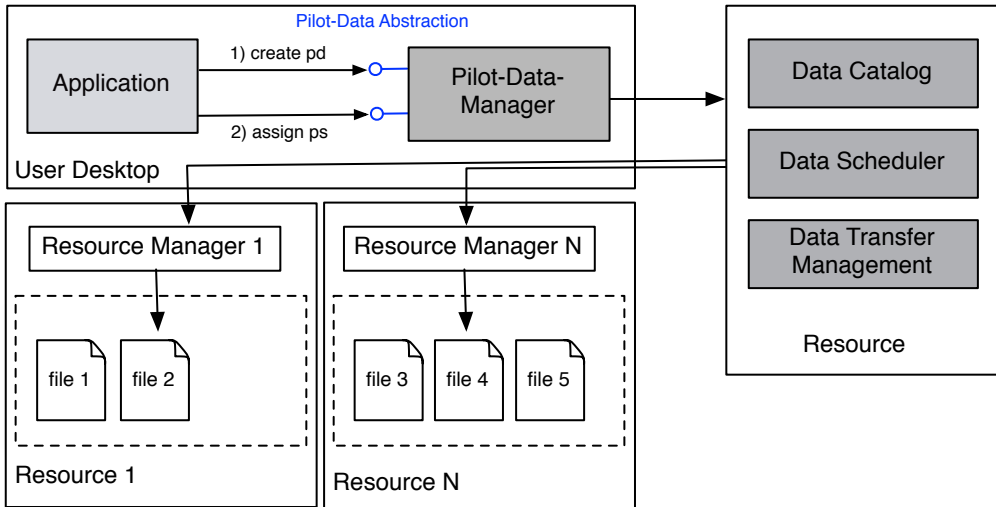 Pilot-Data Abstraction
1) create pd
Application
Pilot-Data-
Manager
2) assign ps
User Desktop
Data Catalog
Data Scheduler
Data Transfer
Management
Resource
Resource Manager 1
file 1
file 2
Resource 1
Resource Manager N
file 3
file 4
file 5
Resource N